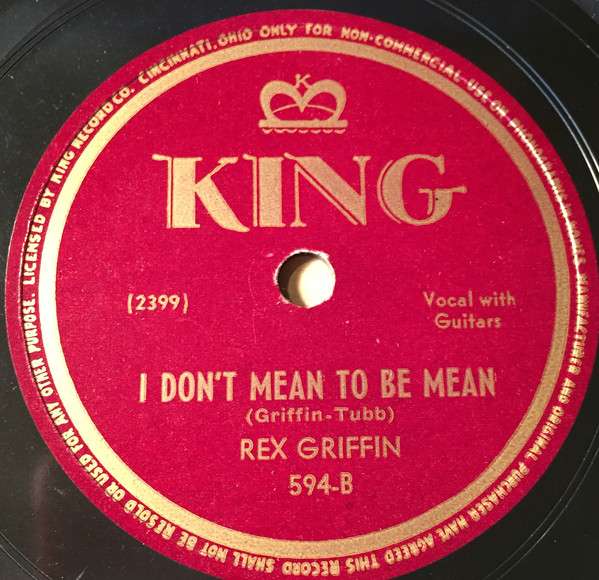 LICENSED BY KING RECORD CO. CINCINNATI, OHIO ONLY FOR NON-COMMERCIAL USE ON PHONOGRAPHS IN HOMES. MANUFACTURER AND ORIGINAL PURCHASER HAVE AGREED THIS RECORD SHALL NOT BE RESOLD OR USED FOR ANY OTHER PURPOSE.
K
KING
(2399)
Vocal with
Guitars
I DON'T MEAN TO BE MEAN
(Griffin-Tubb)
REX GRIFFIN
594-B